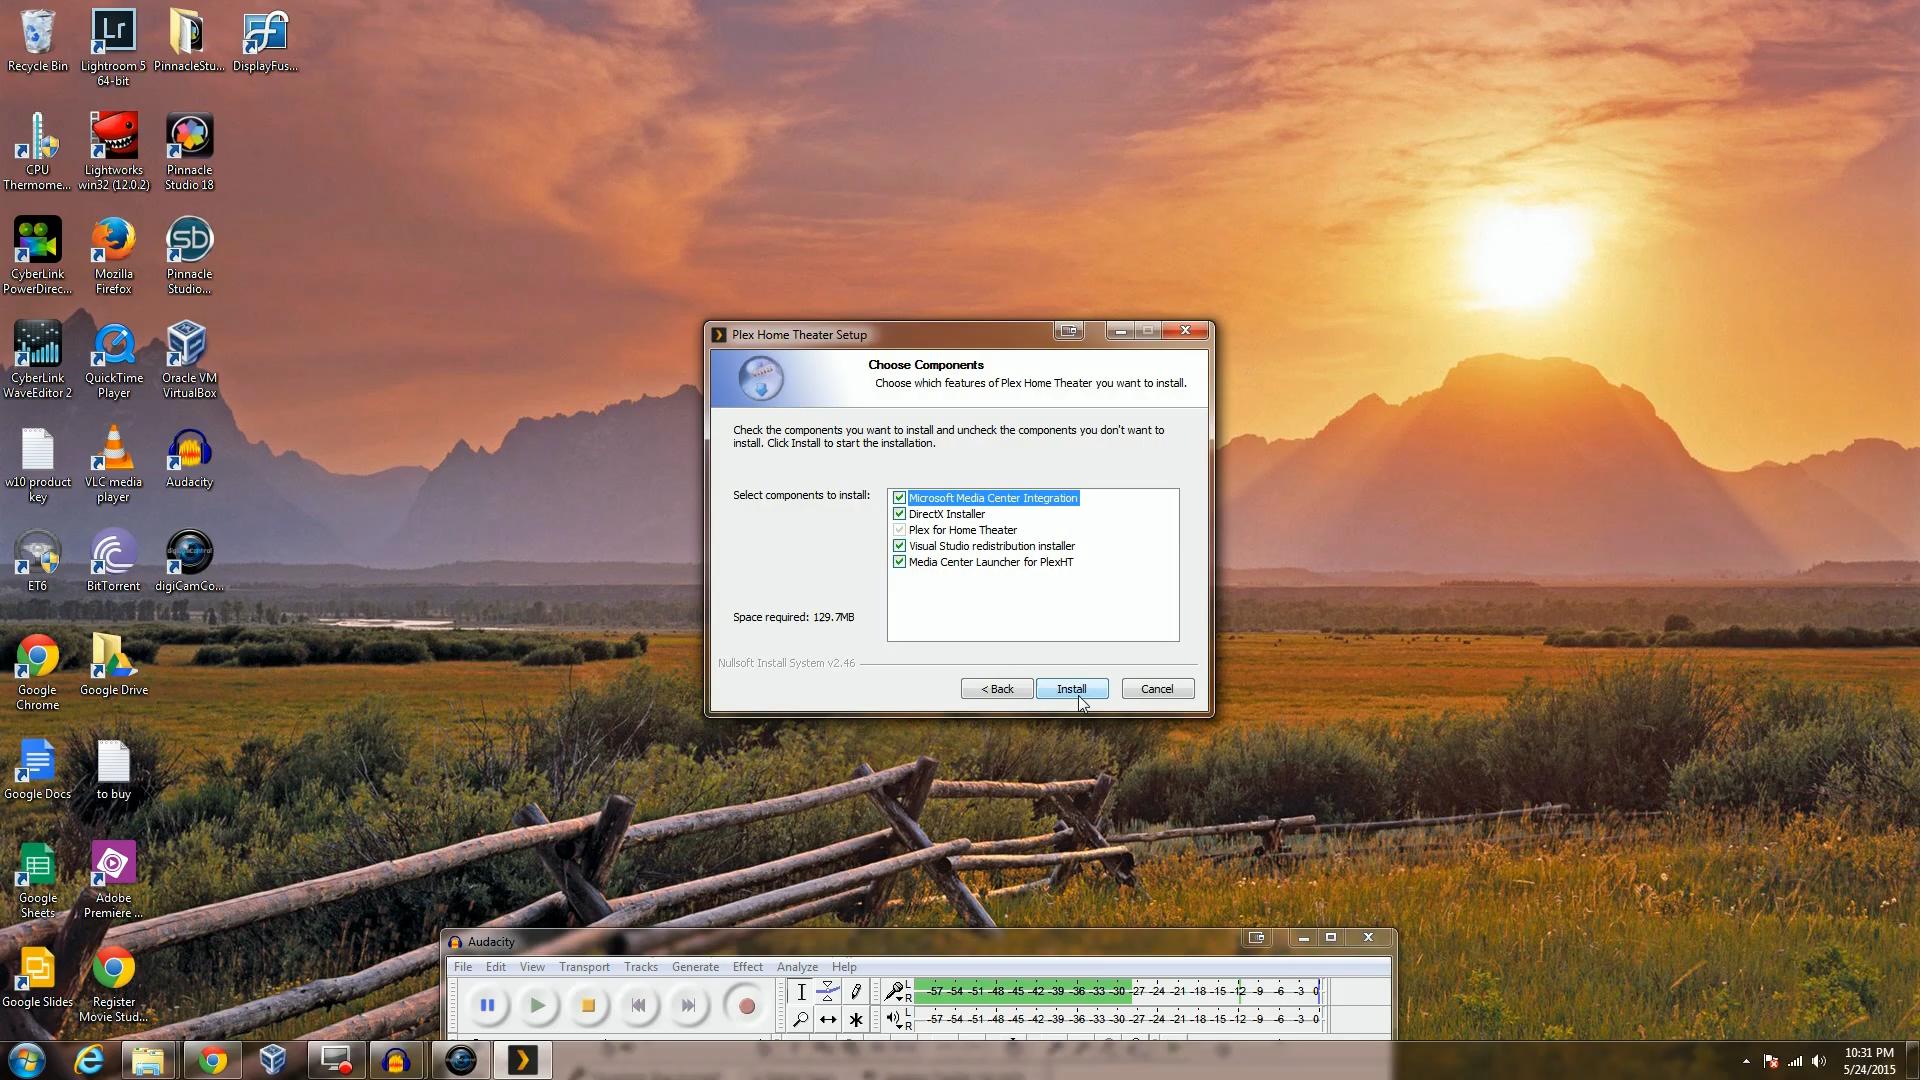 Recycle Bin
Lightroom 5
64-bit
PinnacleStu...
DisplayFus...
CPU
Thermome...
Lightworks
win32 (12.0.2)
Pinnacle
Studio 18
CyberLink
PowerDirec...
Mozilla
Firefox
Pinnacle
Studio...
CyberLink
WaveEditor 2
QuickTime
Player
Oracle VM
VirtualBox
w10 product
key
VLC media
player
Audacity
ET6
BitTorrent
digiCamCo...
Google
Chrome
Google Drive
Google Docs
to buy
Google
Sheets
Adobe
Premiere ...
Google Slides
Register
Movie Stud...
Plex Home Theater Setup
Choose Components
Choose which features of Plex Home Theater you want to install.
Check the components you want to install and uncheck the components you don't want to
install. Click Install to start the installation.
Select components to install:
Microsoft Media Center Integration
DirectX Installer
Plex for Home Theater
Visual Studio redistribution installer
Media Center Launcher for PlexHT
Space required: 129.7MB
Nullsoft Install System v2.46
< Back
Install
Cancel
Audacity
File Edit View Transport Tracks Generate Effect Analyze Help
L
R
-57 -54 -51 -48 -45 -42 -39 -36 -33 -30 -27 -24 -21 -18 -15 -12 -9 -6 -3 0
L
R
-57 -54 -51 -48 -45 -42 -39 -36 -33 -30 -27 -24 -21 -18 -15 -12 -9 -6 -3 0
10:31 PM
5/24/2015